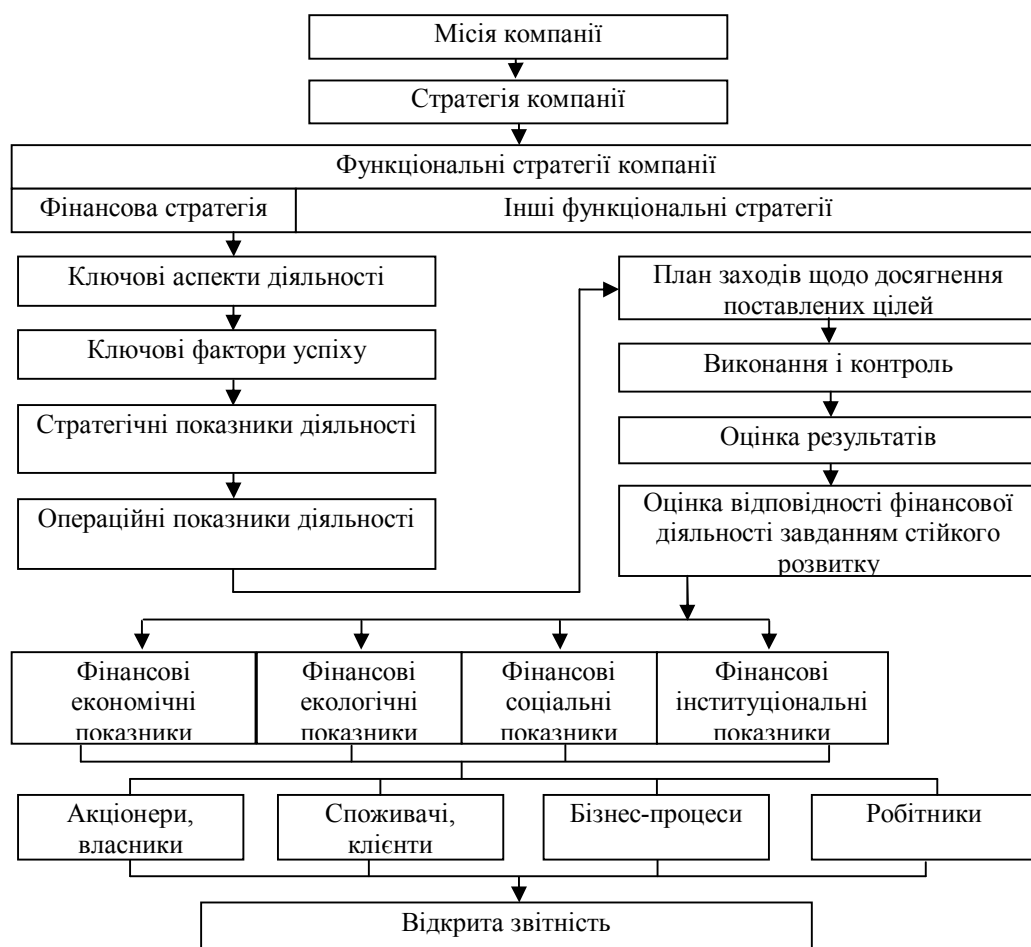 Місія компанії
Стратегія компанії
Функціональні стратегії компанії
Фінансова стратегія
Інші функціональні стратегії
Ключові аспекти діяльності
Ключові фактори успіху
Стратегічні показники діяльності
Операційні показники діяльності
План заходів щодо досягнення
поставлених цілей
Виконання і контроль
Оцінка результатів
Оцінка відповідності фінансової
діяльності завданням стійкого
розвитку
Фінансові
економічні
показники
Фінансові
екологічні
показники
Фінансові
соціальні
показники
Фінансові
інституціональні
показники
Акціонери,
власники
Споживачі,
клієнти
Бізнес-процеси
Робітники
Відкрита звітність